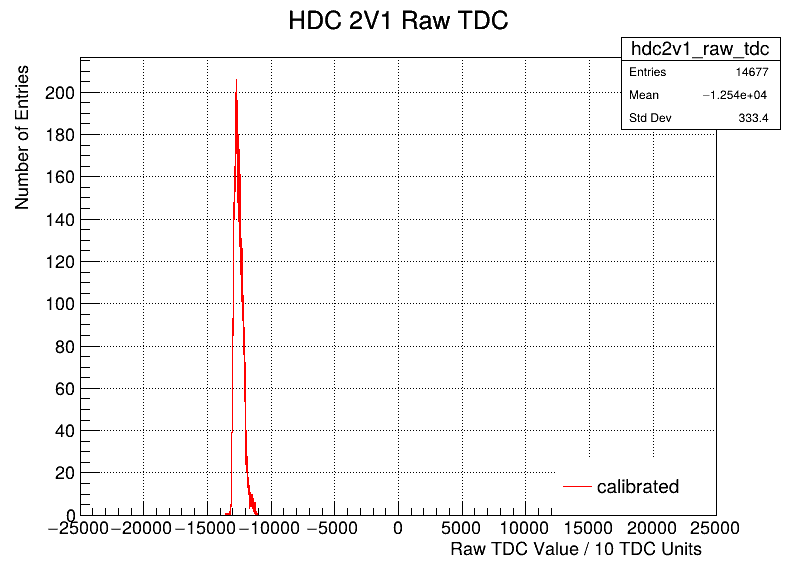 HDC 2V1 Raw TDC
hdc2v1_raw_tdc
Entries 14677
Mean −1.254e+04
Std Dev 333.4
Number of Entries
200
180
160
140
120
100
80
60
40
20
0
−25000 −20000 −15000 −10000 −5000 0 5000 10000 15000 20000 25000
calibrated
Raw TDC Value / 10 TDC Units